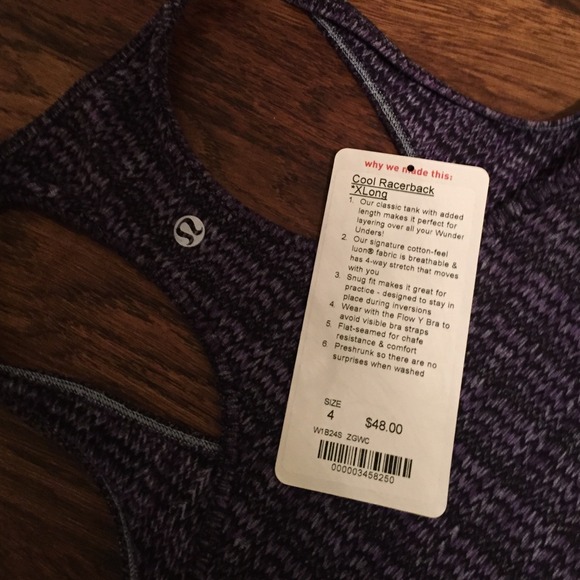 why we made this:
Cool Racerback
*XLong
1. Our classic tank with added
length makes it perfect for
layering over all your Wunder
Unders!
2. Our signature cotton-feel
luon® fabric is breathable &
has 4-way stretch that moves
with you
3. Snug fit makes it great for
practice - designed to stay in
place during inversions
4. Wear with the Flow Y Bra to
avoid visible bra straps
5. Flat-seamed for chafe
resistance & comfort
6 Preshrunk so there are no
surprises when washed
SIZE
4 $48.00
W1B24S ZGWC
000003458250